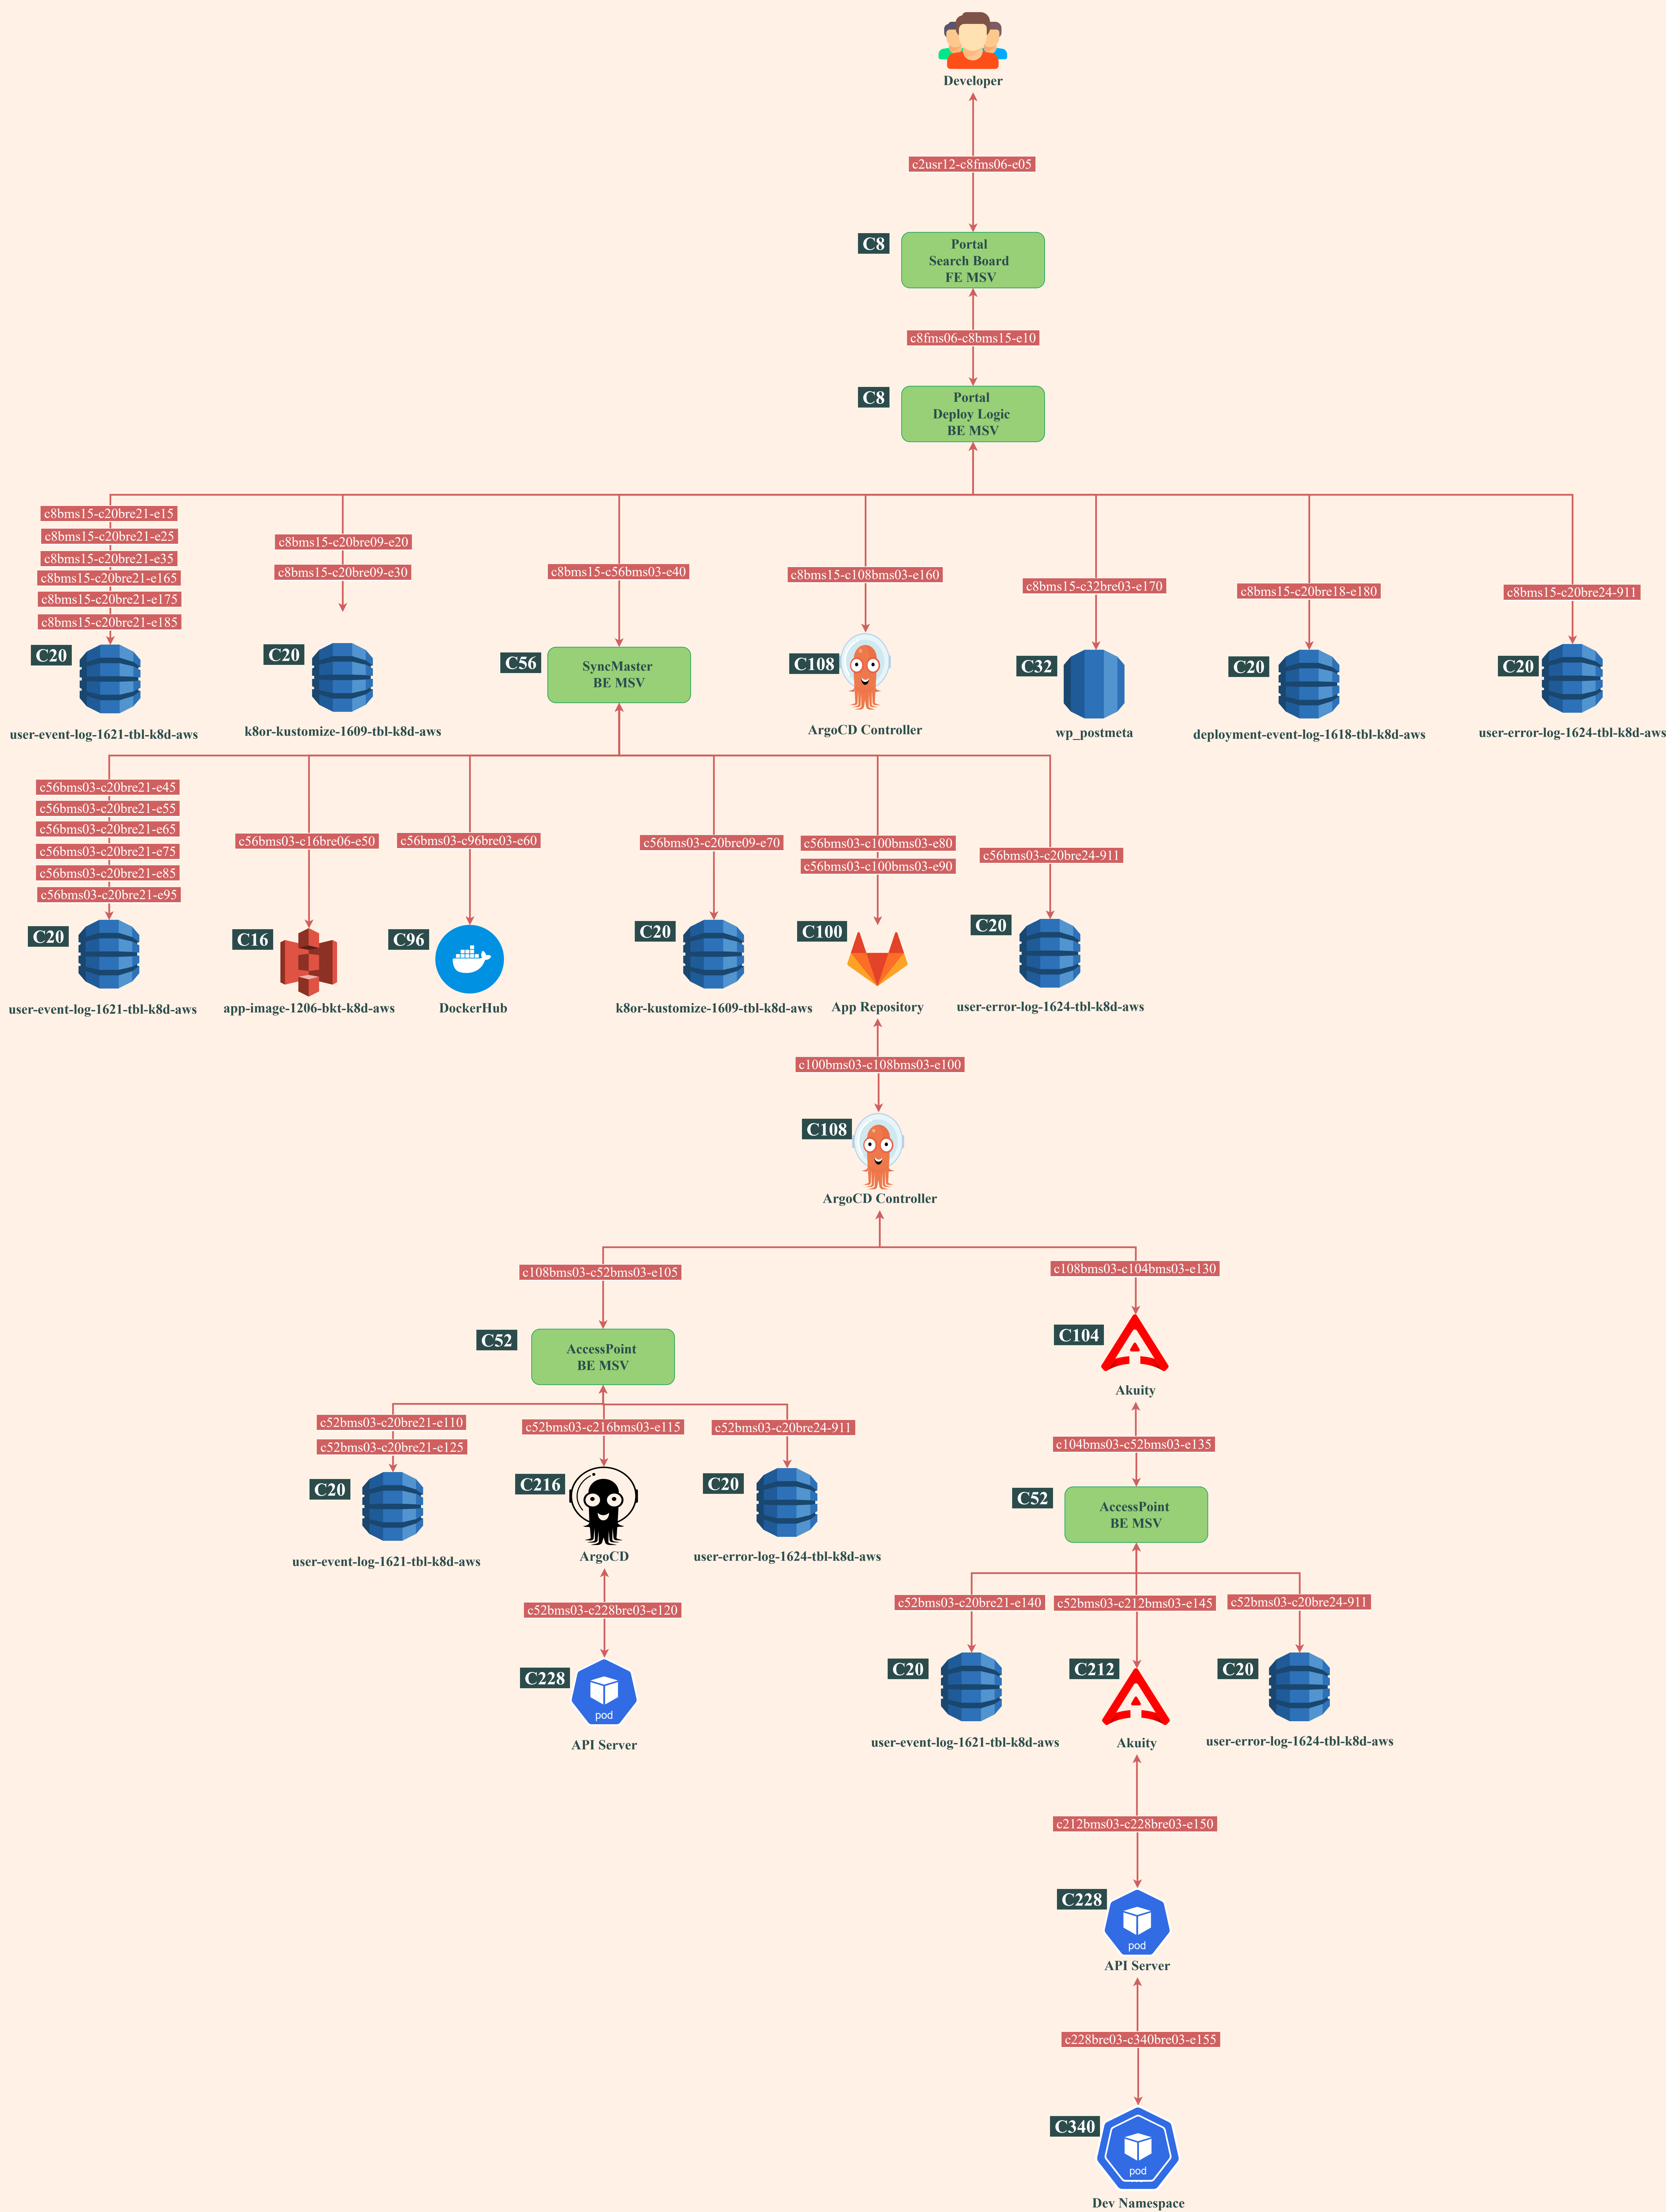 Developer
c2usr12-c8fms06-e05
C8
Portal
Search Board
FE MSV
c8fms06-c8bms15-e10
C8
Portal
Deploy Logic
BE MSV
c8bms15-c20bre21-e15
c8bms15-c20bre21-e25
c8bms15-c20bre21-e35
c8bms15-c20bre21-e165
c8bms15-c20bre21-e175
c8bms15-c20bre21-e185
C20
user-event-log-1621-tbl-k8d-aws
c8bms15-c20bre09-e20
c8bms15-c20bre09-e30
C20
k8or-kustomize-1609-tbl-k8d-aws
c8bms15-c56bms03-e40
C56
SyncMaster
BE MSV
c8bms15-c108bms03-e160
C108
ArgoCD Controller
c8bms15-c32bre03-e170
C32
wp_postmeta
c8bms15-c20bre18-e180
C20
deployment-event-log-1618-tbl-k8d-aws
c8bms15-c20bre24-911
C20
user-error-log-1624-tbl-k8d-aws
c56bms03-c20bre21-e45
c56bms03-c20bre21-e55
c56bms03-c20bre21-e65
c56bms03-c20bre21-e75
c56bms03-c20bre21-e85
c56bms03-c20bre21-e95
C20
user-event-log-1621-tbl-k8d-aws
c56bms03-c16bre06-e50
C16
app-image-1206-bkt-k8d-aws
c56bms03-c96bre03-e60
C96
DockerHub
c56bms03-c20bre09-e70
C20
k8or-kustomize-1609-tbl-k8d-aws
c56bms03-c100bms03-e80
c56bms03-c100bms03-e90
C100
App Repository
c56bms03-c20bre24-911
C20
user-error-log-1624-tbl-k8d-aws
c100bms03-c108bms03-e100
C108
ArgoCD Controller
c108bms03-c52bms03-e105
C52
AccessPoint
BE MSV
c108bms03-c104bms03-e130
C104
Akuity
c52bms03-c20bre21-e110
c52bms03-c20bre21-e125
C20
user-event-log-1621-tbl-k8d-aws
c52bms03-c216bms03-e115
C216
ArgoCD
c52bms03-c20bre24-911
C20
user-error-log-1624-tbl-k8d-aws
c104bms03-c52bms03-e135
C52
AccessPoint
BE MSV
c52bms03-c228bre03-e120
C228
pod
API Server
c52bms03-c20bre21-e140
C20
user-event-log-1621-tbl-k8d-aws
c52bms03-c212bms03-e145
C212
Akuity
c52bms03-c20bre24-911
C20
user-error-log-1624-tbl-k8d-aws
c212bms03-c228bre03-e150
C228
pod
API Server
c228bre03-c340bre03-e155
C340
pod
Dev Namespace